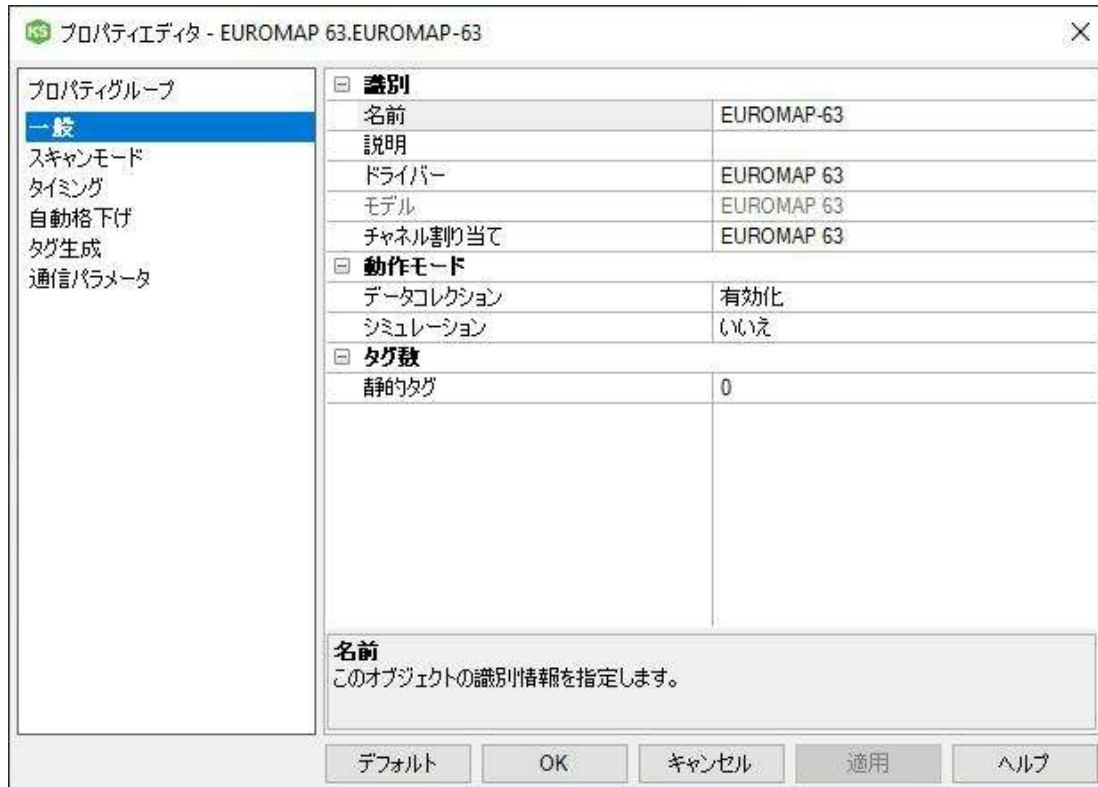 KS プロパティエディタ - EUROMAP 63.EUROMAP-63
プロパティグループ
一般
スキャンモード
タイミング
自動格下げ
タグ生成
通信パラメータ
識別
名前 EUROMAP-63
説明
ドライバー EUROMAP 63
モデル EUROMAP 63
チャネル割り当て EUROMAP 63
動作モード
データコレクション 有効化
シミュレーション いいえ
タグ数
静的タグ 0
名前
このオブジェクトの識別情報を指定します。
デフォルト OK キャンセル 適用 ヘルプ